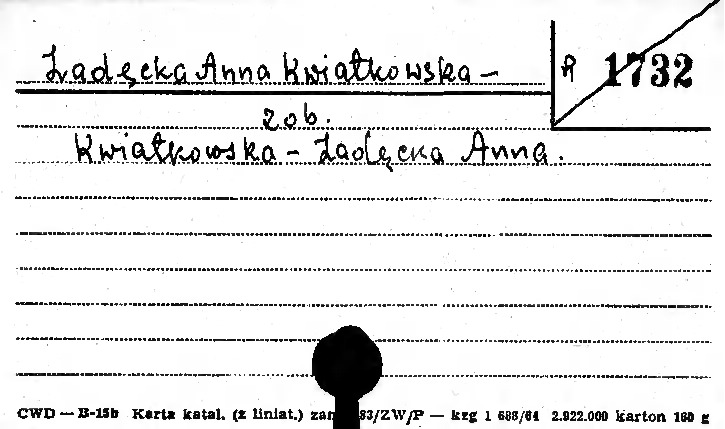 Ładęcka Anna Kwiatkowska –
A 1732
zob.
Kwiatkowska – Ładęcka Anna.
CWD — B-15b Karta katal. (z liniat.) zam 83/ZW/P — kzg 1 688/64 2.922.000 karton 160 g